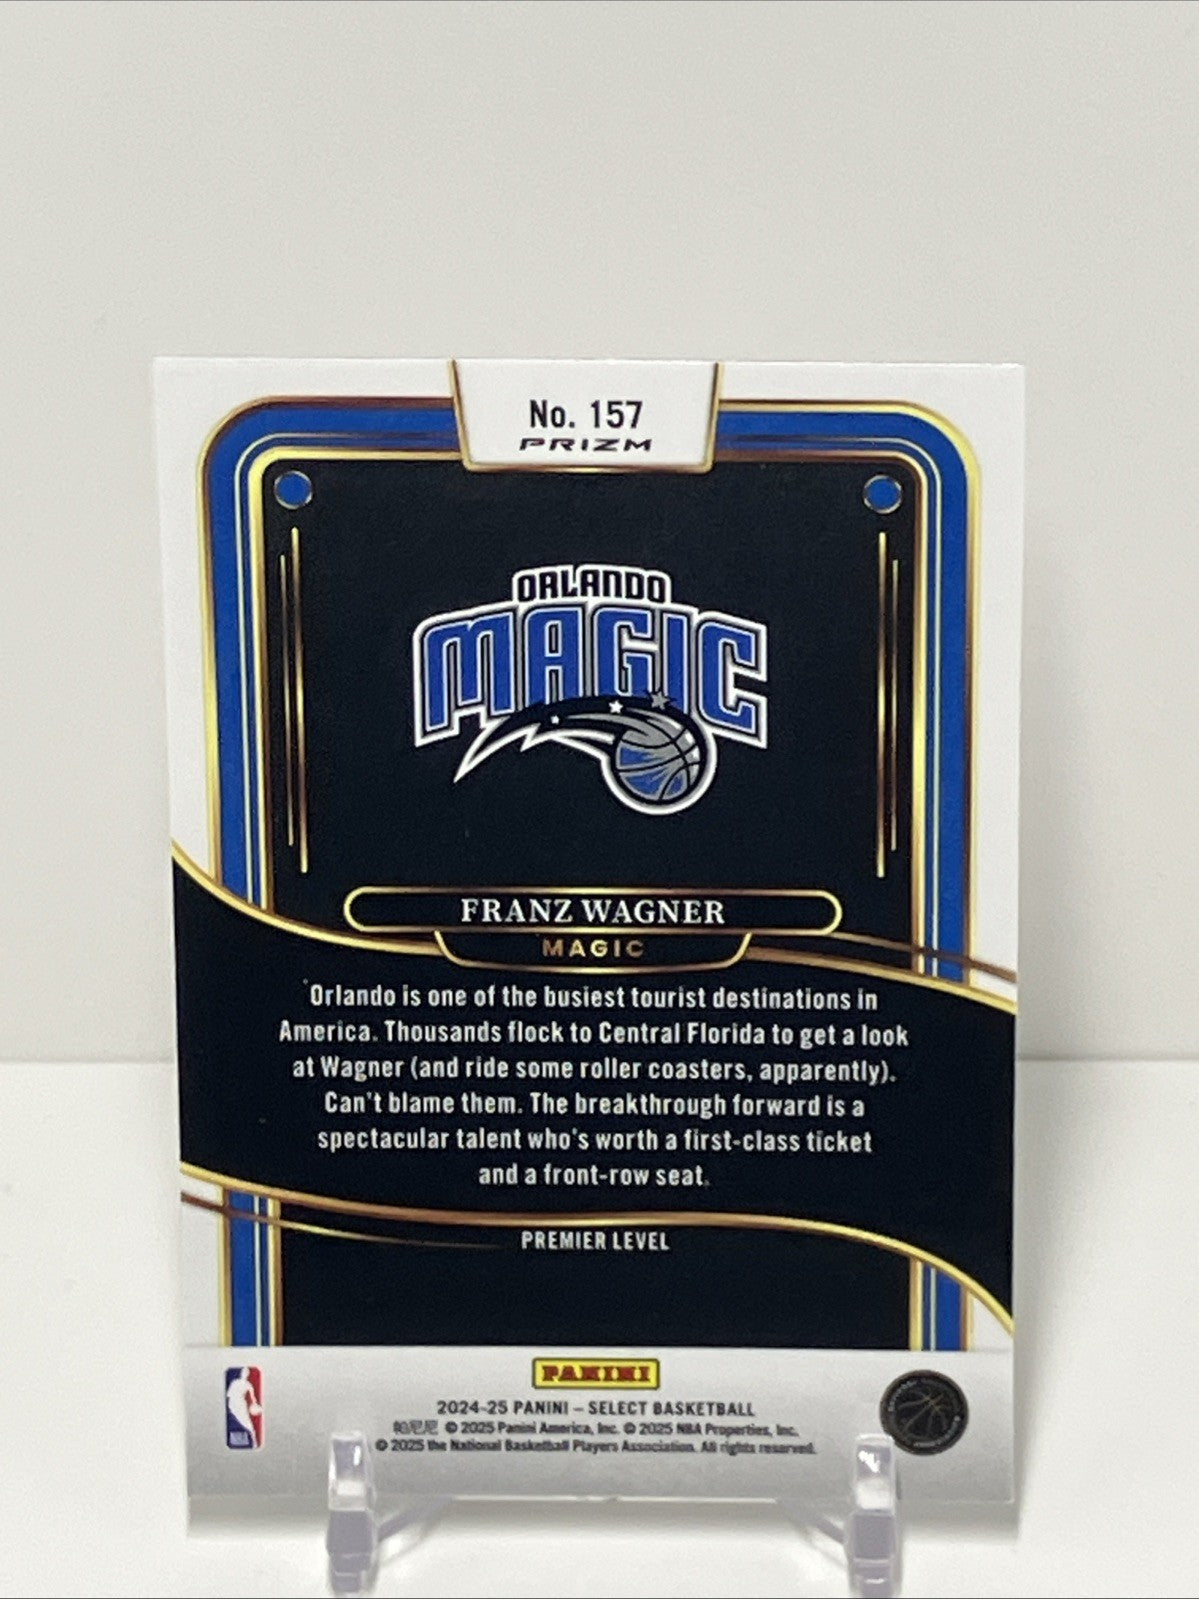 No. 157
PRIZM
ORLANDO
MAGIC
FRANZ WAGNER
MAGIC
Orlando is one of the busiest tourist destinations in
America. Thousands flock to Central Florida to get a look
at Wagner (and ride some roller coasters, apparently).
Can't blame them. The breakthrough forward is a
spectacular talent who's worth a first-class ticket
and a front-row seat.
PREMIER LEVEL
PANINI
2024-25 PANINI – SELECT BASKETBALL
帕尼尼 © 2025 Panini America, Inc. © 2025 NBA Properties, Inc.
© 2025 the National Basketball Players Association. All rights reserved.
NBA